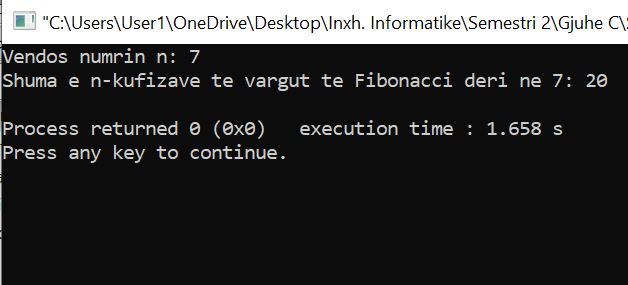 "C:\Users\User1\OneDrive\Desktop\Inxh. Informatike\Semestri 2\Gjuhe C\
Vendos numrin n: 7
Shuma e n-kufizave te vargut te Fibonacci deri ne 7: 20
Process returned 0 (0x0)   execution time : 1.658 s
Press any key to continue.